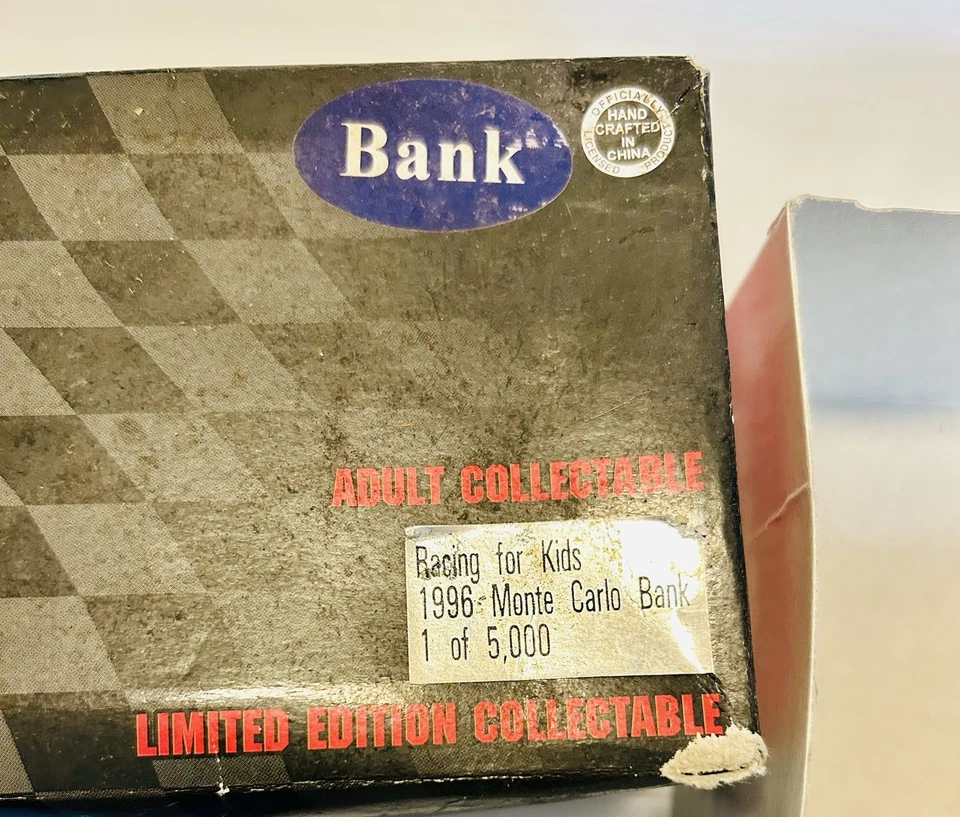 Bank
OFFICIALLY
LICENSED PRODUCT
HAND
CRAFTED
IN
CHINA
ADULT COLLECTABLE
Racing for Kids
1996 Monte Carlo Bank
1 of 5,000
LIMITED EDITION COLLECTABLE